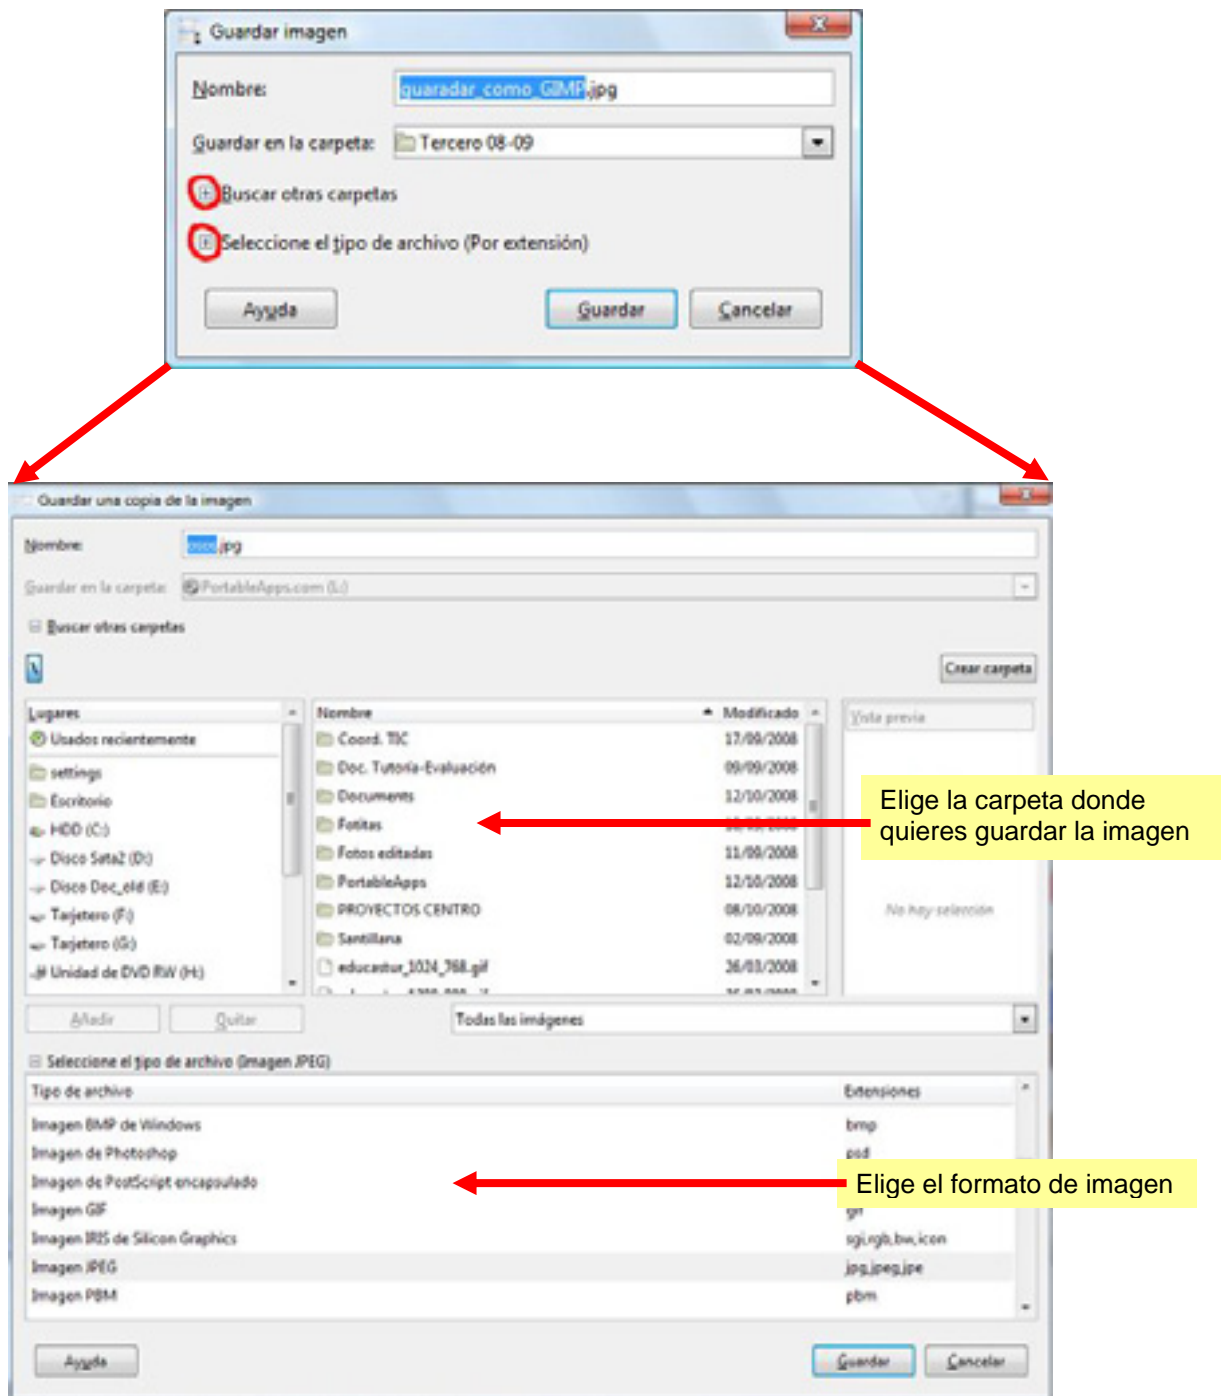 Guardar imagen
Nombre: guaradar_como_GIMP.jpg
Guardar en la carpeta: Tercero 08-09
Buscar otras carpetas
Seleccione el tipo de archivo (Por extensión)
Ayuda Guardar Cancelar
Guardar una copia de la imagen
Nombre: osos.jpg
Guardar en la carpeta: PortableApps.com (L:)
Buscar otras carpetas
\
Crear carpeta
Lugares Nombre Modificado Vista previa
Usados recientemente Coord. TIC 17/09/2008
settings Doc. Tutoría-Evaluación 09/09/2008
Escritorio Documents 12/10/2008
HDD (C:) Fotitas
Disco Sata2 (D:) Fotos editadas 11/09/2008
Disco Doc_old (E:) PortableApps 12/10/2008
Tarjetero (F:) PROYECTOS CENTRO 08/10/2008 No hay selección
Tarjetero (G:) Santillana 02/09/2008
Unidad de DVD RW (H:) educastur_1024_768.gif 26/03/2008
Elige la carpeta donde
quieres guardar la imagen
Añadir Quitar Todas las imágenes
Seleccione el tipo de archivo (Imagen JPEG)
Tipo de archivo Extensiones
Imagen BMP de Windows bmp
Imagen de Photoshop psd
Imagen de PostScript encapsulado
Elige el formato de imagen
Imagen GIF gif
Imagen IRIS de Silicon Graphics sgi,rgb,bw,icon
Imagen JPEG jpg,jpeg,jpe
Imagen PBM pbm
Ayuda Guardar Cancelar